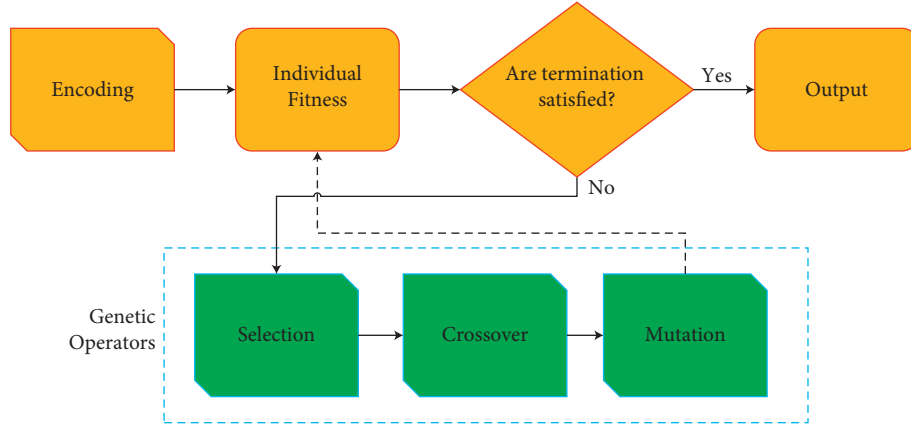 Encoding
Individual
Fitness
Are termination
satisfied?
Yes
Output
No
Genetic
Operators
Selection
Crossover
Mutation